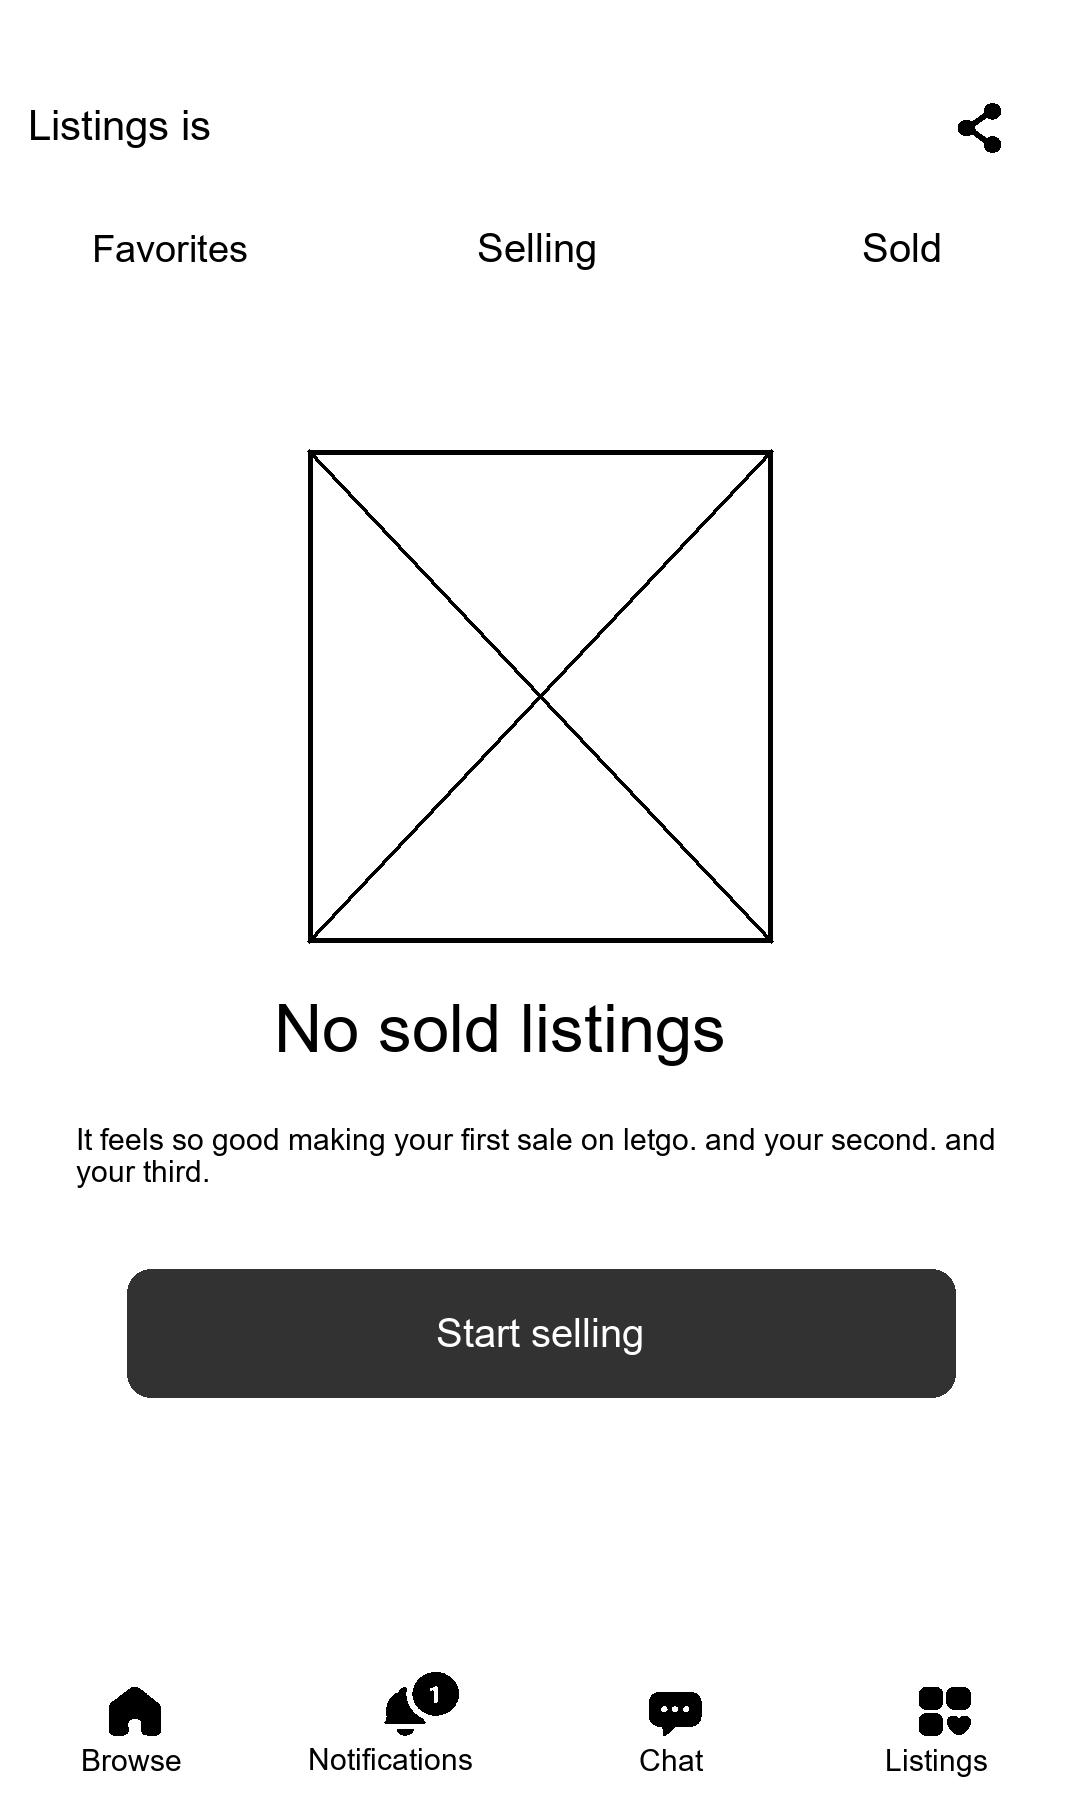 Listings is
Favorites
Selling
Sold
No sold listings
It feels so good making your first sale on letgo. and your second. and
your third.
Start selling
1
Browse
Notifications
Chat
Listings